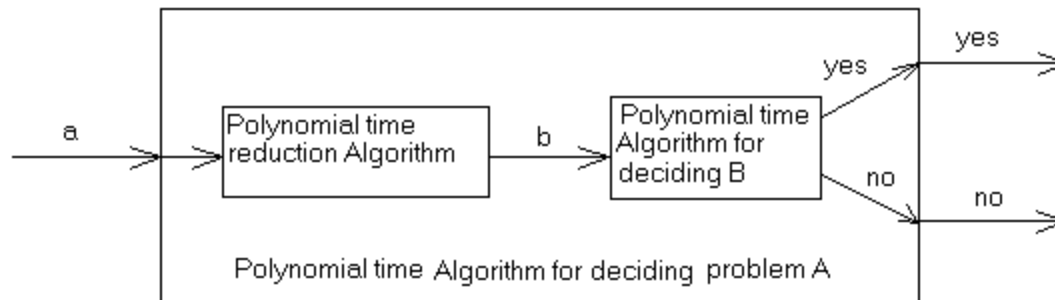 a
Polynomial time
reduction Algorithm
b
Polynomial time
Algorithm for
deciding B
yes
no
yes
no
Polynomial time Algorithm for deciding problem A